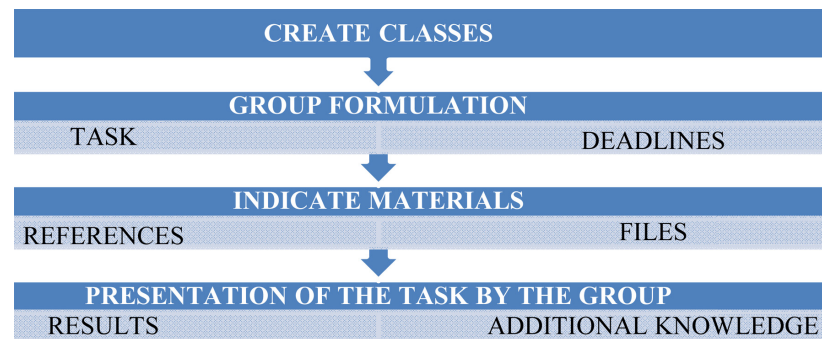 CREATE CLASSES
GROUP FORMULATION
TASK DEADLINES
INDICATE MATERIALS
REFERENCES FILES
PRESENTATION OF THE TASK BY THE GROUP
RESULTS ADDITIONAL KNOWLEDGE